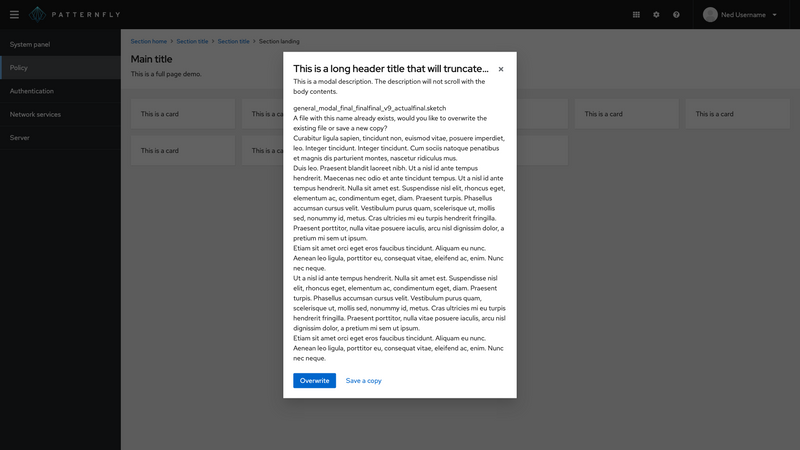 PATTERNFLY
Ned Username
System panel
Policy
Authentication
Network services
Server
Section home
Section title
Section title
Section landing
Main title
This is a full page demo.
This is a card
This is a ca
This is a card
This is a card
This is a card
This is a ca
This is a long header title that will truncate...
This is a modal description. The description will not scroll with the
body contents.
general_modal_final_finalfinal_v9_actualfinal.sketch
A file with this name already exists, would you like to overwrite the
existing file or save a new copy?
Curabitur ligula sapien, tincidunt non, euismod vitae, posuere imperdiet,
leo. Integer tincidunt. Integer tincidunt. Cum sociis natoque penatibus
et magnis dis parturient montes, nascetur ridiculus mus.
Duis leo. Praesent blandit laoreet nibh. Ut a nisl id ante tempus
hendrerit. Maecenas nec odio et ante tincidunt tempus. Ut a nisl id ante
tempus hendrerit. Nulla sit amet est. Suspendisse nisl elit, rhoncus eget,
elementum ac, condimentum eget, diam. Praesent turpis. Phasellus
accumsan cursus velit. Vestibulum purus quam, scelerisque ut, mollis
sed, nonummy id, metus. Cras ultricies mi eu turpis hendrerit fringilla.
Praesent porttitor, nulla vitae posuere iaculis, arcu nisl dignissim dolor, a
pretium mi sem ut ipsum.
Etiam sit amet orci eget eros faucibus tincidunt. Aliquam eu nunc.
Aenean leo ligula, porttitor eu, consequat vitae, eleifend ac, enim. Nunc
nec neque.
Ut a nisl id ante tempus hendrerit. Nulla sit amet est. Suspendisse nisl
elit, rhoncus eget, elementum ac, condimentum eget, diam. Praesent
turpis. Phasellus accumsan cursus velit. Vestibulum purus quam,
scelerisque ut, mollis sed, nonummy id, metus. Cras ultricies mi eu turpis
hendrerit fringilla. Praesent porttitor, nulla vitae posuere iaculis, arcu nisl
dignissim dolor, a pretium mi sem ut ipsum.
Etiam sit amet orci eget eros faucibus tincidunt. Aliquam eu nunc.
Aenean leo ligula, porttitor eu, consequat vitae, eleifend ac, enim. Nunc
nec neque.
Overwrite
Save a copy